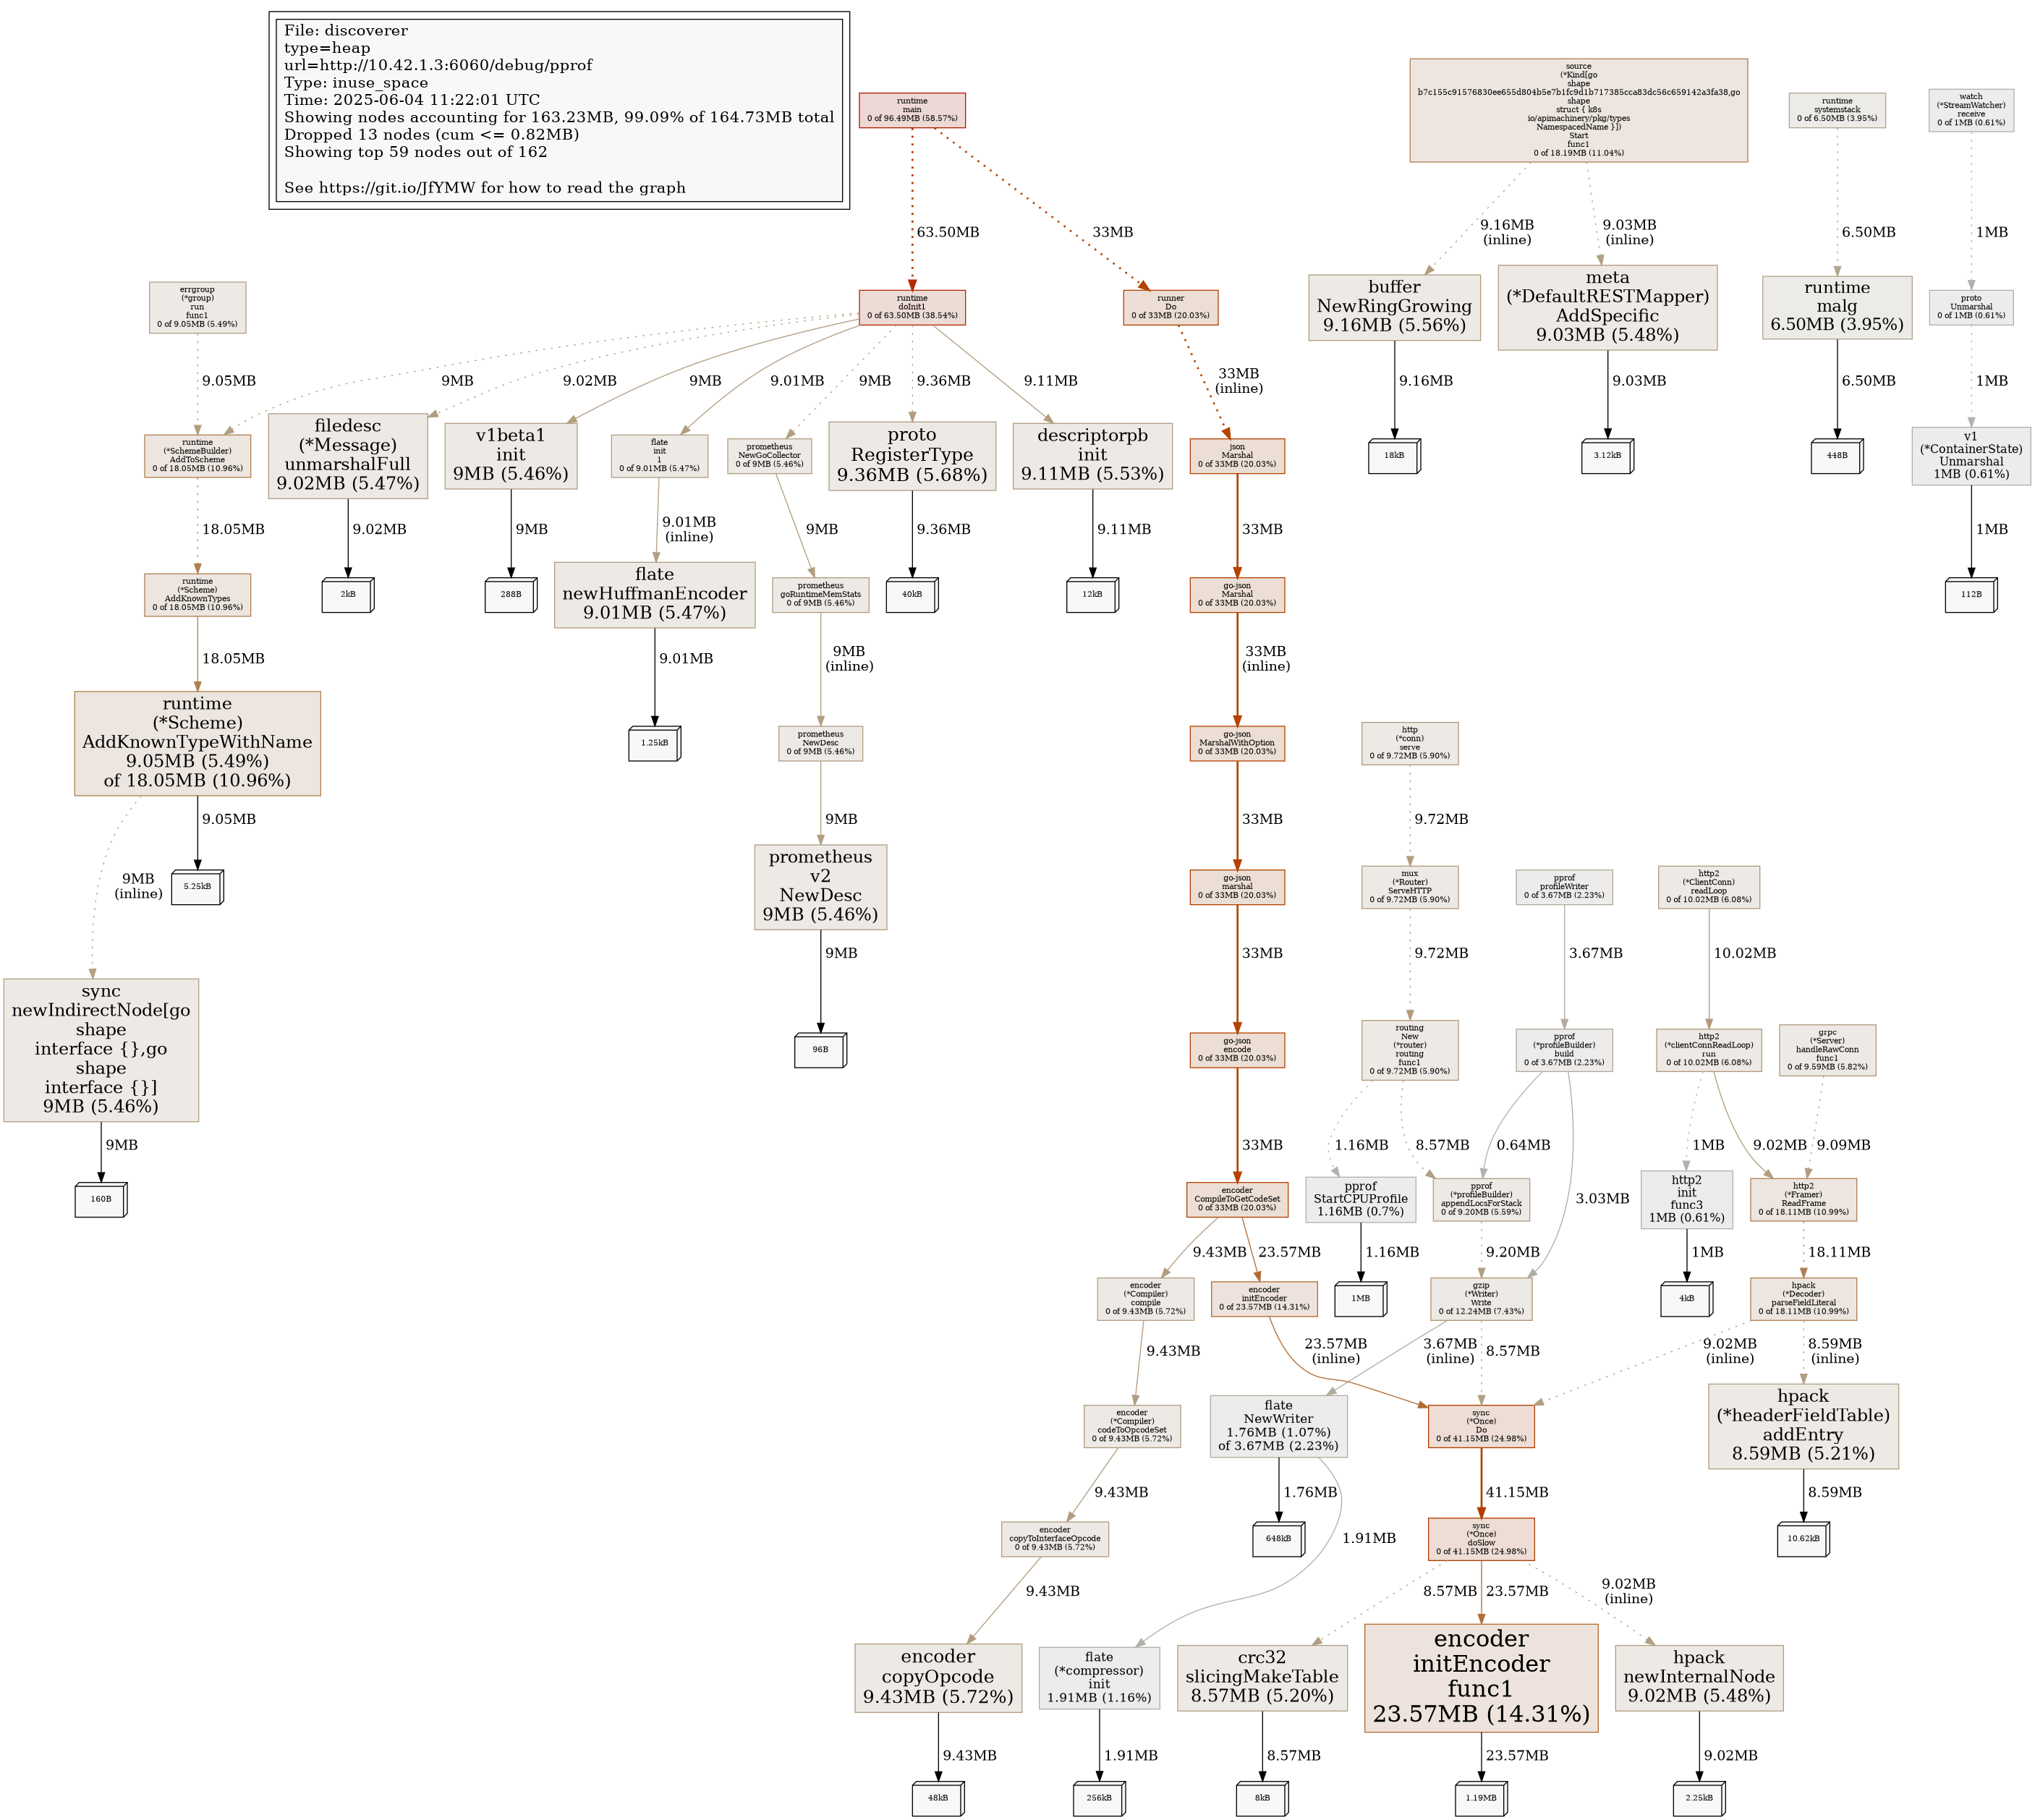 File: discoverer
type=heap
url=http://10.42.1.3:6060/debug/pprof
Type: inuse_space
Time: 2025-06-04 11:22:01 UTC
Showing nodes accounting for 163.23MB, 99.09% of 164.73MB total
Dropped 13 nodes (cum <= 0.82MB)
Showing top 59 nodes out of 162
See https://git.io/JfYMW for how to read the graph
runtime
main
0 of 96.49MB (58.57%)
source
(*Kind[go
shape
b7c155c91576830ee655d804b5e7b1fc9d1b717385cca83dc56c659142a3fa38,go
shape
struct { k8s
io/apimachinery/pkg/types
NamespacedName }])
Start
func1
0 of 18.19MB (11.04%)
runtime
systemstack
0 of 6.50MB (3.95%)
watch
(*StreamWatcher)
receive
0 of 1MB (0.61%)
63.50MB
33MB
9.16MB
(inline)
9.03MB
(inline)
6.50MB
1MB
errgroup
(*group)
run
func1
0 of 9.05MB (5.49%)
runtime
doInit1
0 of 63.50MB (38.54%)
runner
Do
0 of 33MB (20.03%)
buffer
NewRingGrowing
9.16MB (5.56%)
meta
(*DefaultRESTMapper)
AddSpecific
9.03MB (5.48%)
runtime
malg
6.50MB (3.95%)
proto
Unmarshal
0 of 1MB (0.61%)
9.05MB
9MB
9.02MB
9MB
9.01MB
9MB
9.36MB
9.11MB
33MB
(inline)
9.16MB
9.03MB
6.50MB
1MB
runtime
(*SchemeBuilder)
AddToScheme
0 of 18.05MB (10.96%)
filedesc
(*Message)
unmarshalFull
9.02MB (5.47%)
v1beta1
init
9MB (5.46%)
flate
init
1
0 of 9.01MB (5.47%)
prometheus
NewGoCollector
0 of 9MB (5.46%)
proto
RegisterType
9.36MB (5.68%)
descriptorpb
init
9.11MB (5.53%)
json
Marshal
0 of 33MB (20.03%)
18kB
3.12kB
448B
v1
(*ContainerState)
Unmarshal
1MB (0.61%)
18.05MB
9.02MB
9MB
9.01MB
(inline)
9MB
9.36MB
9.11MB
33MB
1MB
runtime
(*Scheme)
AddKnownTypes
0 of 18.05MB (10.96%)
2kB
288B
flate
newHuffmanEncoder
9.01MB (5.47%)
prometheus
goRuntimeMemStats
0 of 9MB (5.46%)
40kB
12kB
go-json
Marshal
0 of 33MB (20.03%)
112B
18.05MB
9.01MB
9MB
(inline)
33MB
(inline)
runtime
(*Scheme)
AddKnownTypeWithName
9.05MB (5.49%)
of 18.05MB (10.96%)
1.25kB
prometheus
NewDesc
0 of 9MB (5.46%)
go-json
MarshalWithOption
0 of 33MB (20.03%)
http
(*conn)
serve
0 of 9.72MB (5.90%)
9MB
(inline)
9.05MB
9MB
33MB
9.72MB
5.25kB
prometheus
v2
NewDesc
9MB (5.46%)
go-json
marshal
0 of 33MB (20.03%)
mux
(*Router)
ServeHTTP
0 of 9.72MB (5.90%)
pprof
profileWriter
0 of 3.67MB (2.23%)
http2
(*ClientConn)
readLoop
0 of 10.02MB (6.08%)
9MB
33MB
9.72MB
3.67MB
10.02MB
sync
newIndirectNode[go
shape
interface {},go
shape
interface {}]
9MB (5.46%)
96B
go-json
encode
0 of 33MB (20.03%)
routing
New
(*router)
routing
func1
0 of 9.72MB (5.90%)
pprof
(*profileBuilder)
build
0 of 3.67MB (2.23%)
http2
(*clientConnReadLoop)
run
0 of 10.02MB (6.08%)
grpc
(*Server)
handleRawConn
func1
0 of 9.59MB (5.82%)
9MB
33MB
1.16MB
8.57MB
0.64MB
3.03MB
1MB
9.02MB
9.09MB
160B
encoder
CompileToGetCodeSet
0 of 33MB (20.03%)
pprof
StartCPUProfile
1.16MB (0.7%)
pprof
(*profileBuilder)
appendLocsForStack
0 of 9.20MB (5.59%)
http2
init
func3
1MB (0.61%)
http2
(*Framer)
ReadFrame
0 of 18.11MB (10.99%)
9.43MB
23.57MB
1.16MB
9.20MB
1MB
18.11MB
encoder
(*Compiler)
compile
0 of 9.43MB (5.72%)
encoder
initEncoder
0 of 23.57MB (14.31%)
1MB
gzip
(*Writer)
Write
0 of 12.24MB (7.43%)
4kB
hpack
(*Decoder)
parseFieldLiteral
0 of 18.11MB (10.99%)
9.43MB
23.57MB
(inline)
3.67MB
(inline)
8.57MB
9.02MB
(inline)
8.59MB
(inline)
encoder
(*Compiler)
codeToOpcodeSet
0 of 9.43MB (5.72%)
flate
NewWriter
1.76MB (1.07%)
of 3.67MB (2.23%)
sync
(*Once)
Do
0 of 41.15MB (24.98%)
hpack
(*headerFieldTable)
addEntry
8.59MB (5.21%)
9.43MB
1.76MB
1.91MB
41.15MB
8.59MB
encoder
copyToInterfaceOpcode
0 of 9.43MB (5.72%)
648kB
sync
(*Once)
doSlow
0 of 41.15MB (24.98%)
10.62kB
9.43MB
8.57MB
23.57MB
9.02MB
(inline)
encoder
copyOpcode
9.43MB (5.72%)
flate
(*compressor)
init
1.91MB (1.16%)
crc32
slicingMakeTable
8.57MB (5.20%)
encoder
initEncoder
func1
23.57MB (14.31%)
hpack
newInternalNode
9.02MB (5.48%)
9.43MB
1.91MB
8.57MB
23.57MB
9.02MB
48kB
256kB
8kB
1.19MB
2.25kB